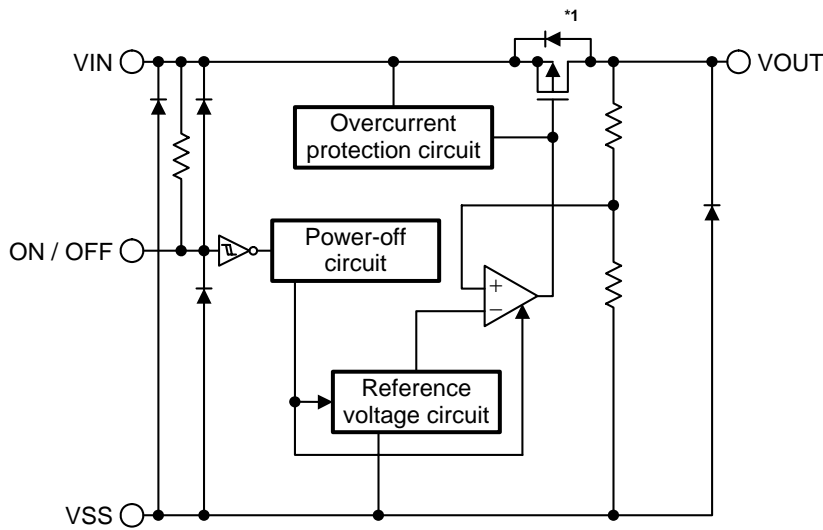 *1
VIN
VOUT
Overcurrent
protection circuit
ON / OFF
Power-off
circuit
+
−
Reference
voltage circuit
VSS